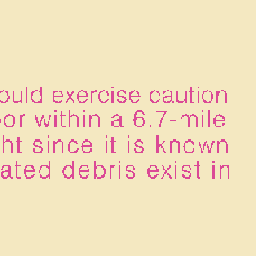 ould exercise caution
or within a 6.7-mile
ht since it is known
ated debris exist in